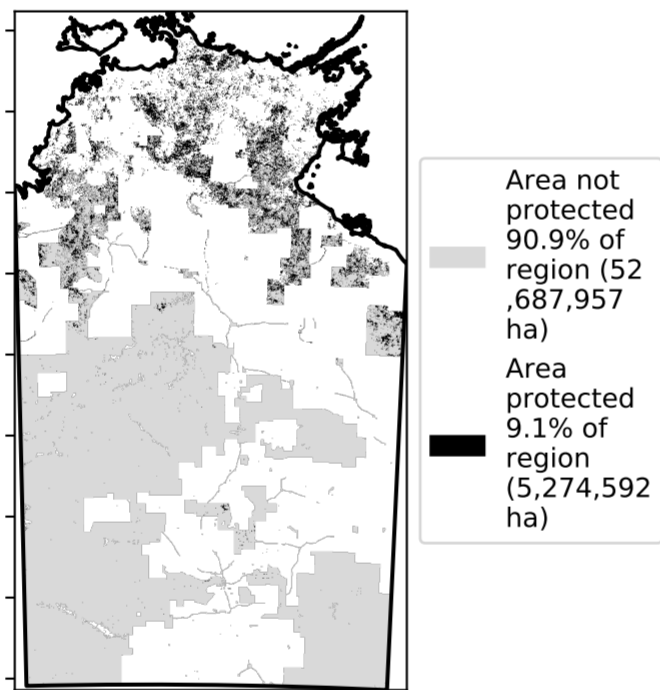 Area not
protected
90.9% of
region (52
,687,957
ha)
Area
protected
9.1% of
region
(5,274,592
ha)